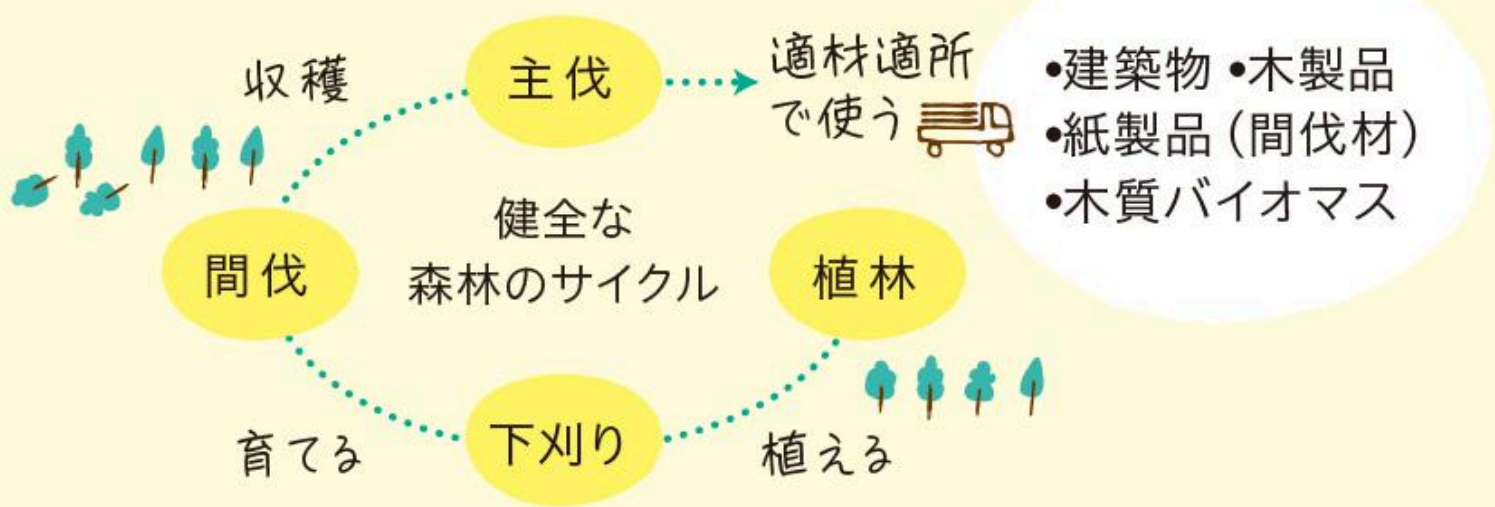 収穫
主伐
適材適所
で使う
•建築物 •木製品
•紙製品 (間伐材)
•木質バイオマス
間伐
健全な
森林のサイクル
植林
育てる
下刈り
植える